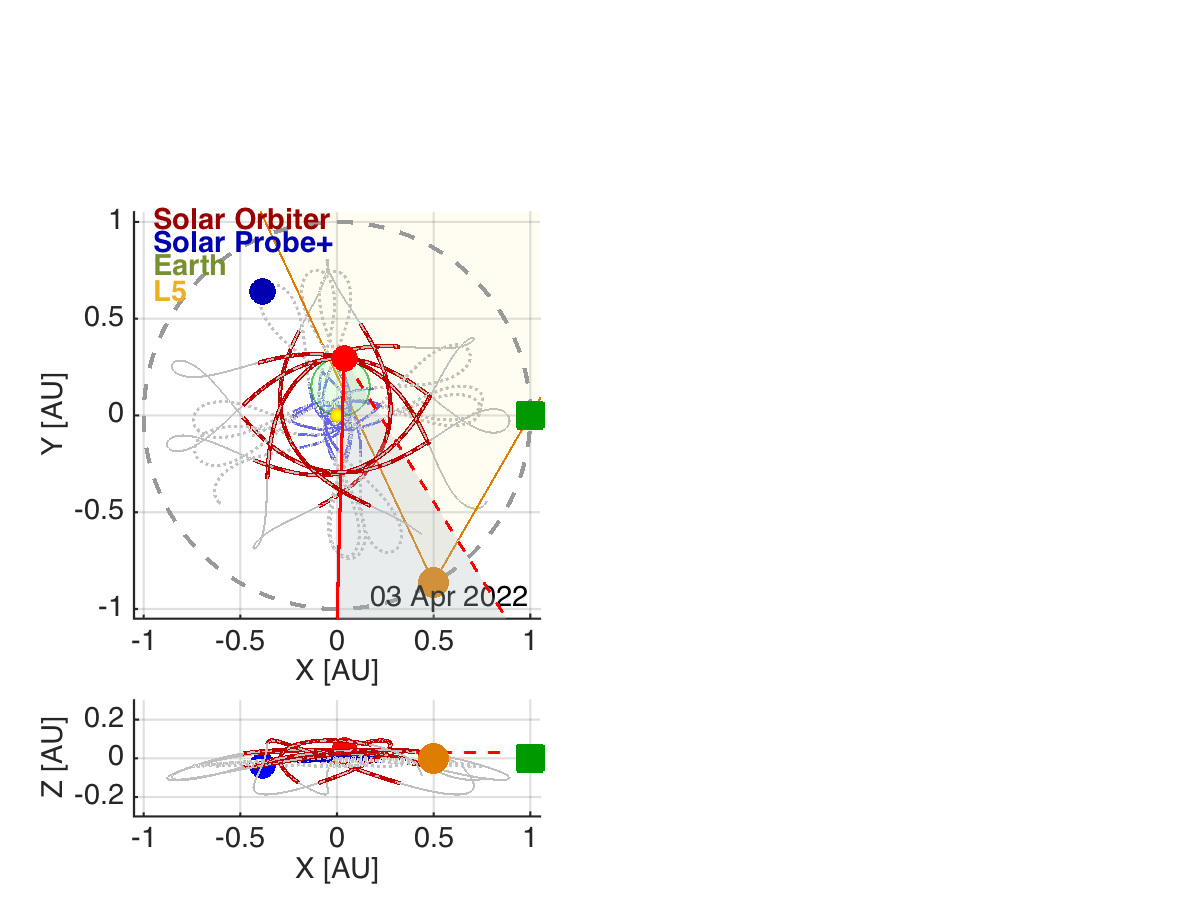 1
Solar Orbiter
Solar Probe+
Earth
L5
0.5
0
-0.5
-1
Y [AU]
03 Apr 2022
-1 -0.5 0 0.5 1
X [AU]
0.2
0
-0.2
Z [AU]
-1 -0.5 0 0.5 1
X [AU]